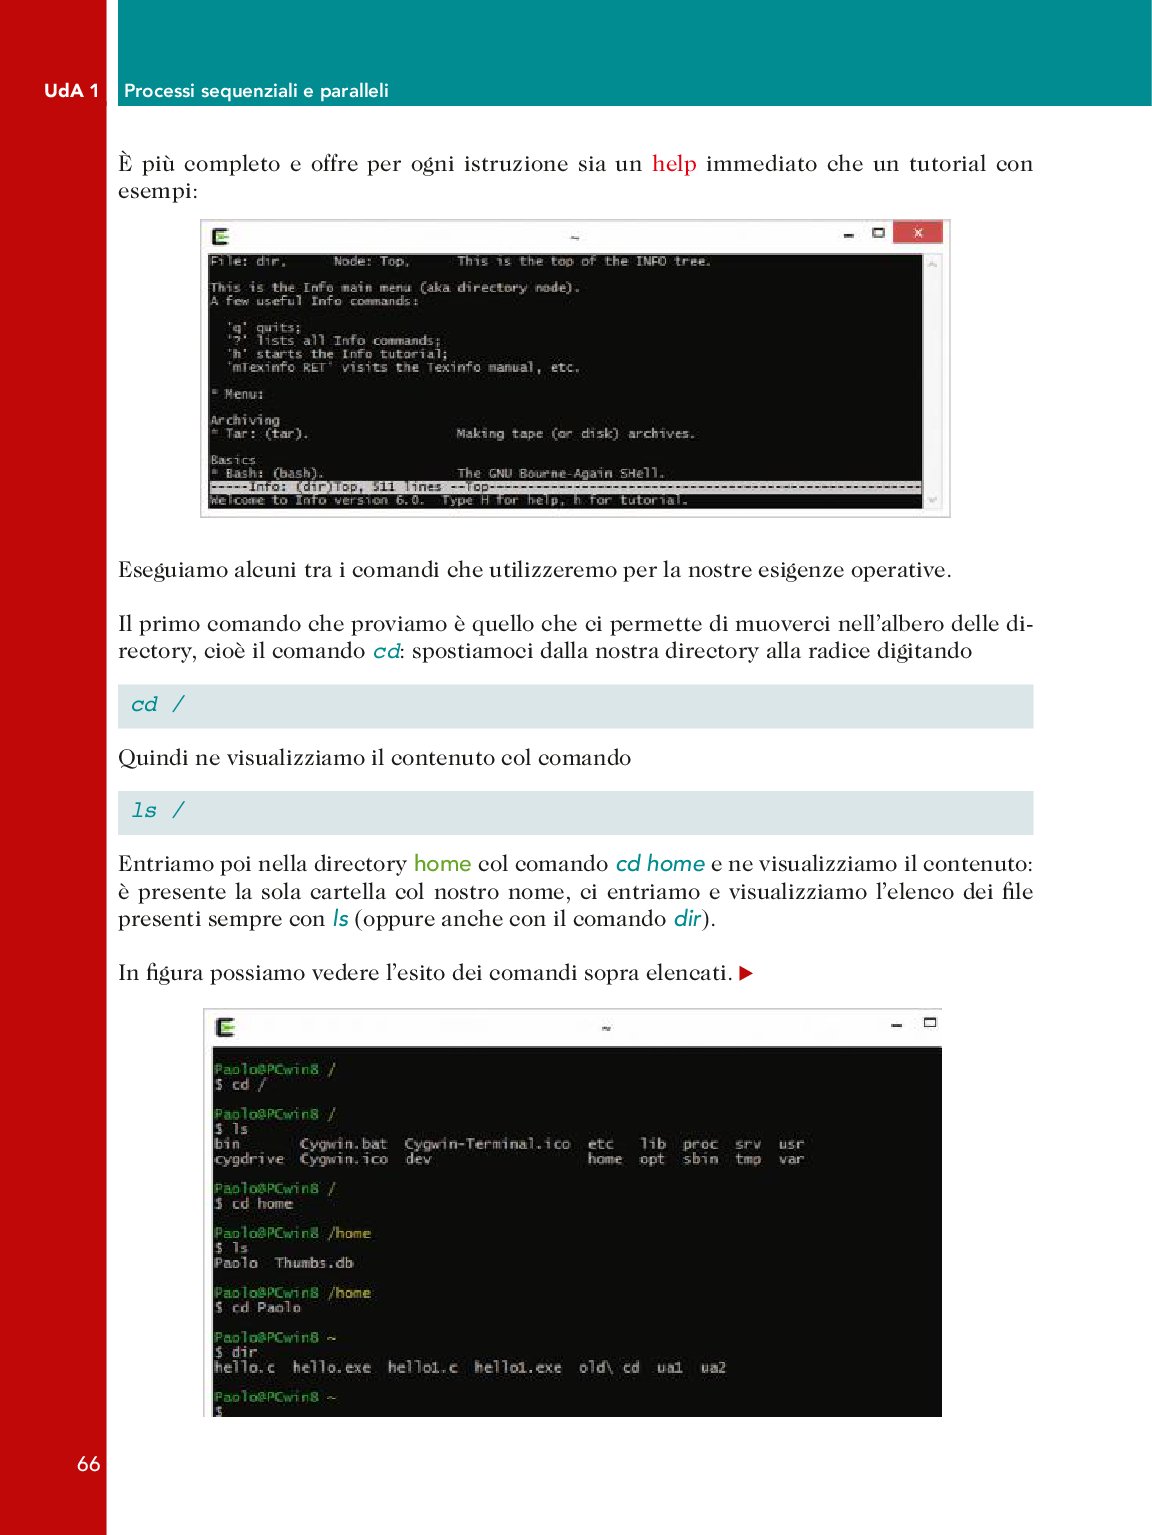 UdA 1 Processi sequenziali e paralleli
È più completo e offre per ogni istruzione sia un help immediato che un tutorial con
esempi:
~
File: dir,      Node: Top,      This is the top of the INFO tree.
This is the Info main menu (aka directory node).
A few useful Info commands:
'q' quits;
'?' lists all Info commands;
'h' starts the Info tutorial;
'mTexinfo RET' visits the Texinfo manual, etc.
* Menu:
Archiving
* Tar: (tar).                   Making tape (or disk) archives.
Basics
* Bash: (bash).                 The GNU Bourne-Again SHell.
-----Info: (dir)Top, 511 lines --Top-----
Welcome to Info version 6.0.  Type H for help, h for tutorial.
Eseguiamo alcuni tra i comandi che utilizzeremo per la nostre esigenze operative.
Il primo comando che proviamo è quello che ci permette di muoverci nell'albero delle di-
rectory, cioè il comando cd: spostiamoci dalla nostra directory alla radice digitando
cd /
Quindi ne visualizziamo il contenuto col comando
ls /
Entriamo poi nella directory home col comando cd home e ne visualizziamo il contenuto:
è presente la sola cartella col nostro nome, ci entriamo e visualizziamo l'elenco dei file
presenti sempre con ls (oppure anche con il comando dir).
In figura possiamo vedere l'esito dei comandi sopra elencati. ▶
~
Paolo@PCwin8 /
$ cd /
Paolo@PCwin8 /
$ ls
bin       Cygwin.bat  Cygwin-Terminal.ico  etc   lib  proc  srv  usr
cygdrive  Cygwin.ico  dev                  home  opt  sbin  tmp  var
Paolo@PCwin8 /
$ cd home
Paolo@PCwin8 /home
$ ls
Paolo  Thumbs.db
Paolo@PCwin8 /home
$ cd Paolo
Paolo@PCwin8 ~
$ dir
hello.c  hello.exe  hello1.c  hello1.exe  old\ cd  ua1  ua2
Paolo@PCwin8 ~
$
66